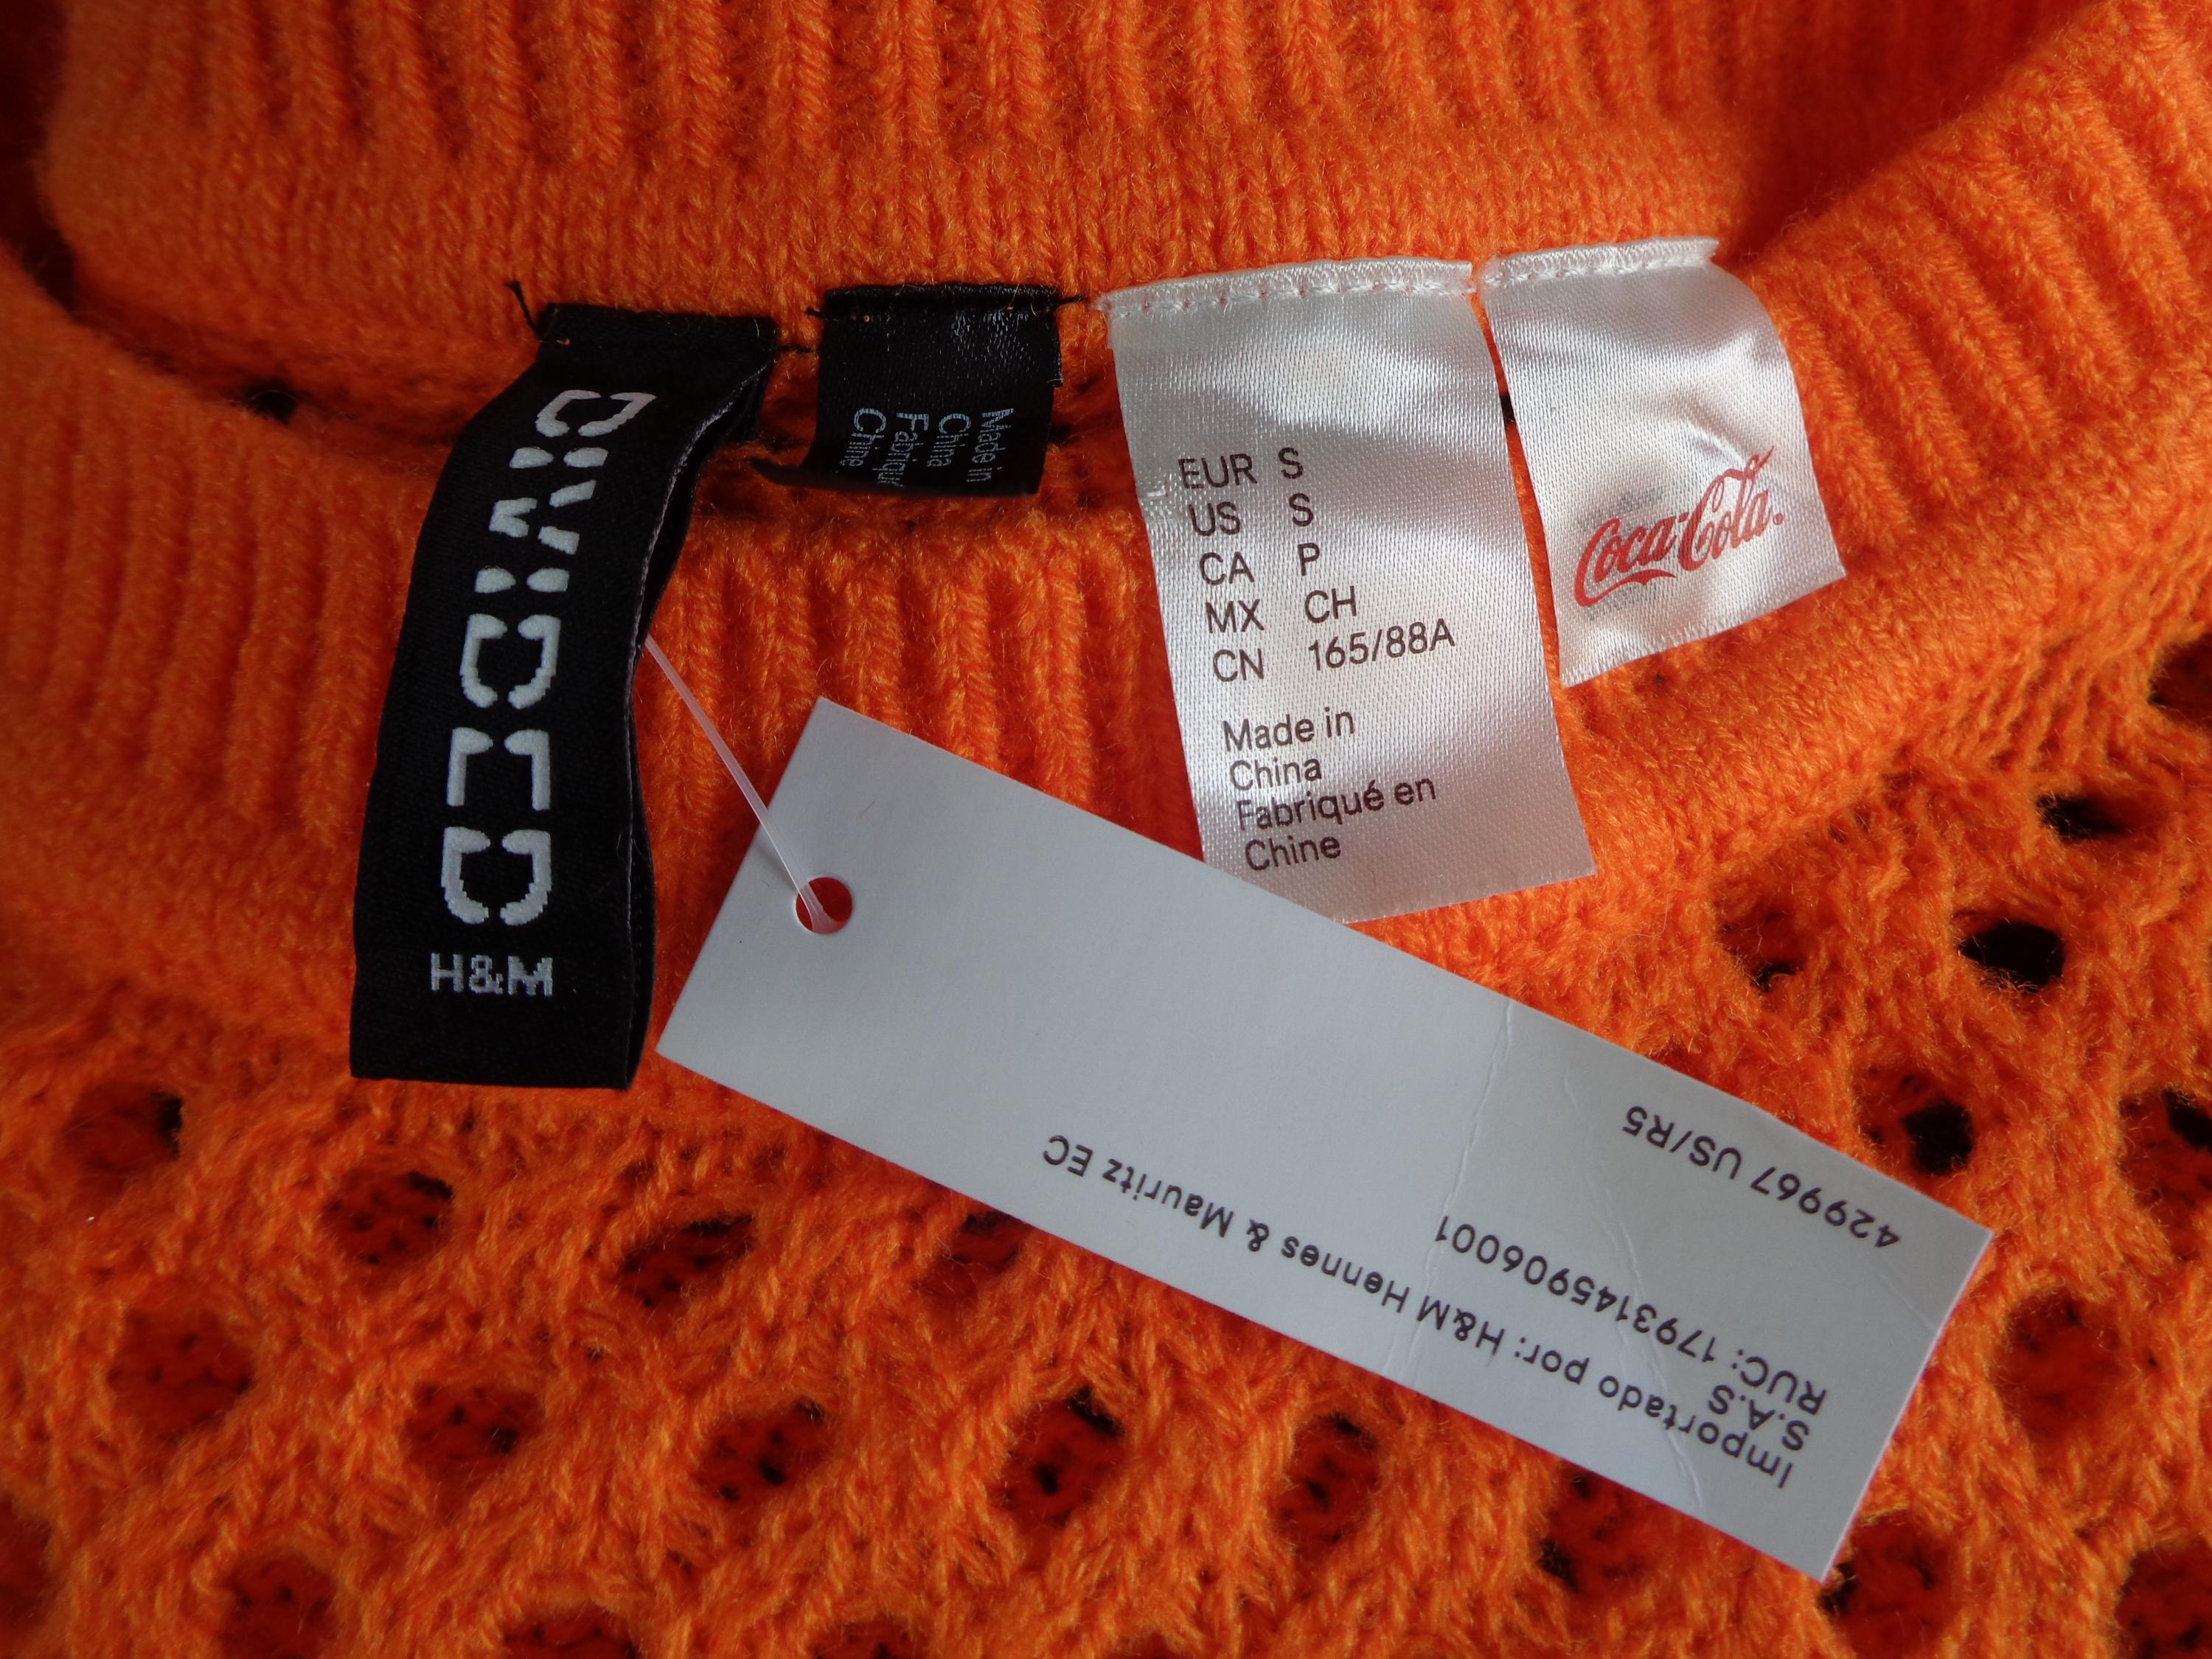 DIVIDED
H&M
Made in
China
Chine
EUR S
US S
CA P
MX CH
CN 165/88A
Made in
China
Fabriqué en
Chine
Coca-Cola
Importado por: H&M Hennes & Mauritz EC
S.A.S
RUC: 1793145906001
429967 US/R5